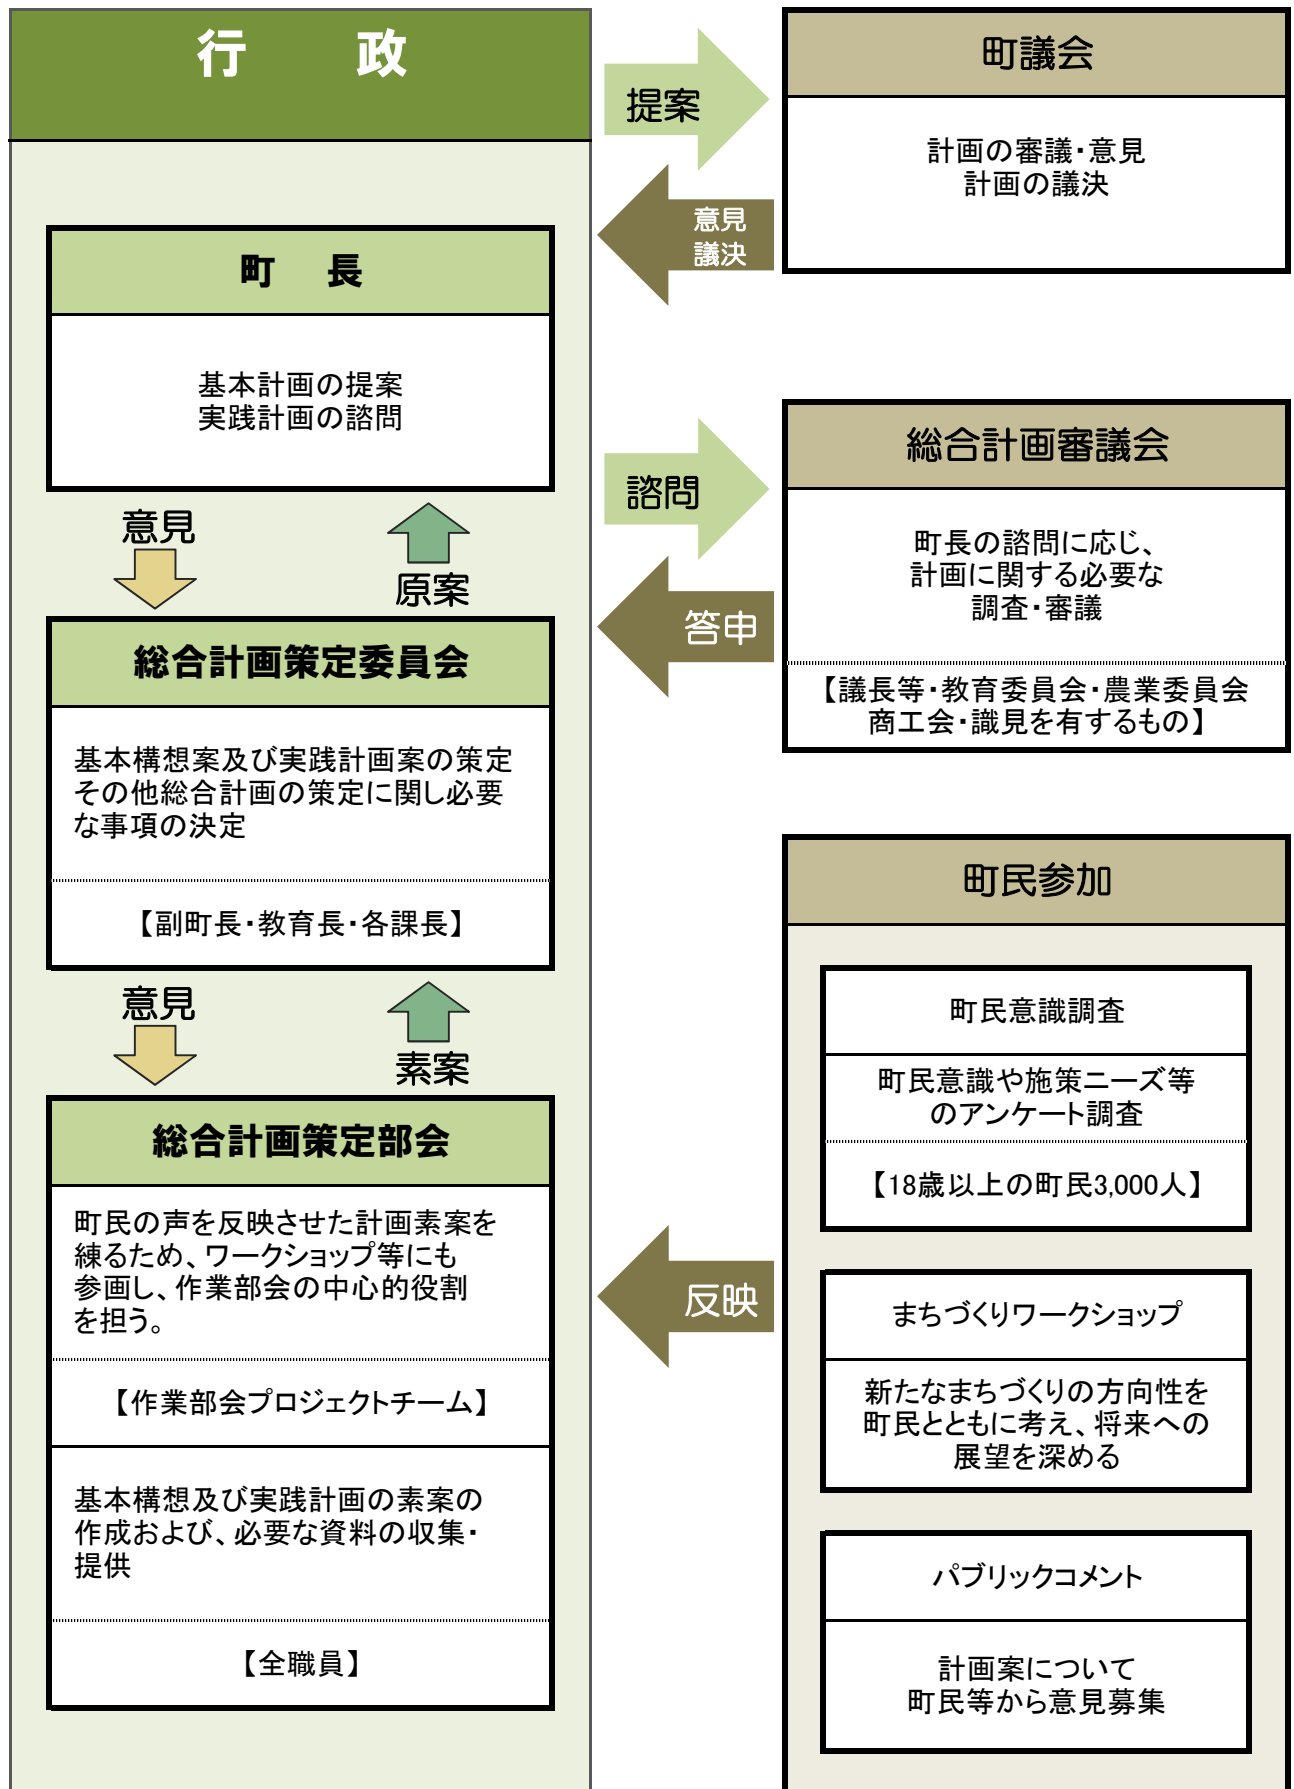 行　政
町　長
基本計画の提案
実践計画の諮問
意見
原案
総合計画策定委員会
基本構想案及び実践計画案の策定
その他総合計画の策定に関し必要
な事項の決定
【副町長・教育長・各課長】
意見
素案
総合計画策定部会
町民の声を反映させた計画素案を
練るため、ワークショップ等にも
参画し、作業部会の中心的役割
を担う。
【作業部会プロジェクトチーム】
基本構想及び実践計画の素案の
作成および、必要な資料の収集・
提供
【全職員】
提案
意見
議決
諮問
答申
反映
町議会
計画の審議・意見
計画の議決
総合計画審議会
町長の諮問に応じ、
計画に関する必要な
調査・審議
【議長等・教育委員会・農業委員会
商工会・識見を有するもの】
町民参加
町民意識調査
町民意識や施策ニーズ等
のアンケート調査
【18歳以上の町民3,000人】
まちづくりワークショップ
新たなまちづくりの方向性を
町民とともに考え、将来への
展望を深める
パブリックコメント
計画案について
町民等から意見募集